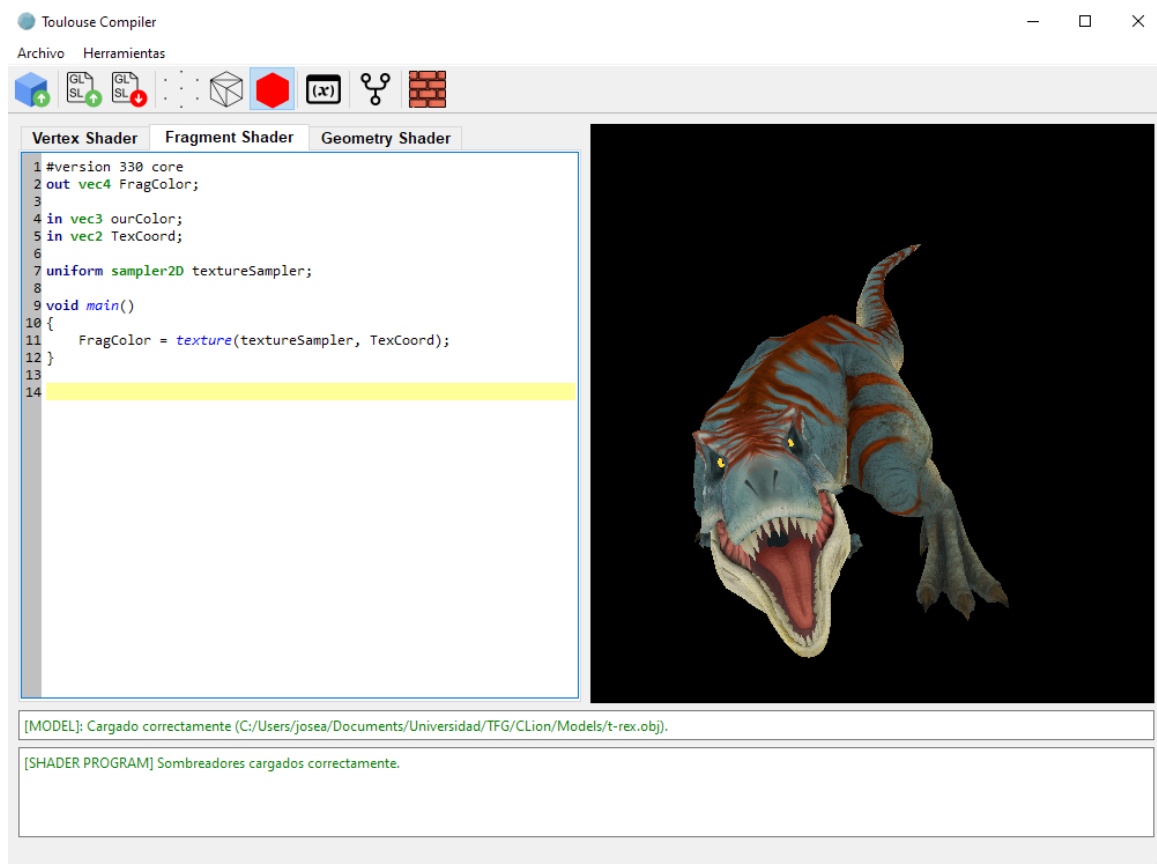 Toulouse Compiler
Archivo Herramientas
GL SL GL SL (x)
Vertex Shader Fragment Shader Geometry Shader
1 #version 330 core
2 out vec4 FragColor;
3
4 in vec3 ourColor;
5 in vec2 TexCoord;
6
7 uniform sampler2D textureSampler;
8
9 void main()
10 {
11     FragColor = texture(textureSampler, TexCoord);
12 }
13
14
[MODEL]: Cargado correctamente (C:/Users/josea/Documents/Universidad/TFG/CLion/Models/t-rex.obj).
[SHADER PROGRAM] Sombreadores cargados correctamente.